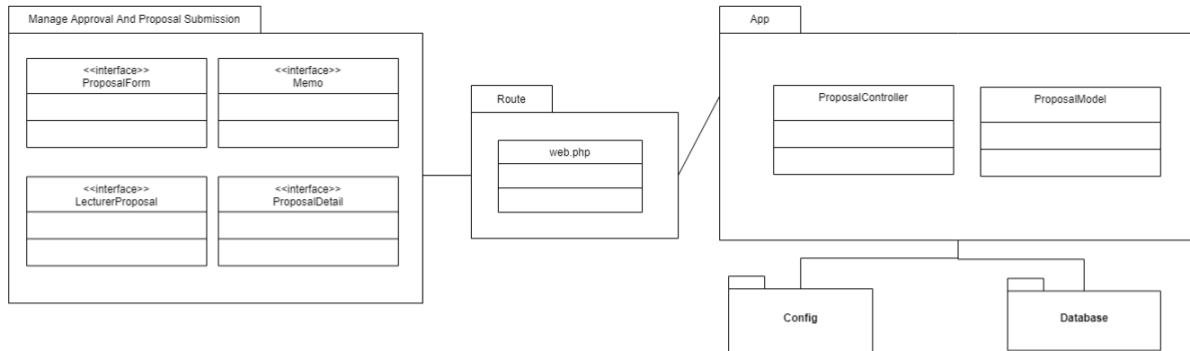 Manage Approval And Proposal Submission
<<interface>>
ProposalForm
<<interface>>
Memo
<<interface>>
LecturerProposal
<<interface>>
ProposalDetail
Route
web.php
App
ProposalController
ProposalModel
Config
Database